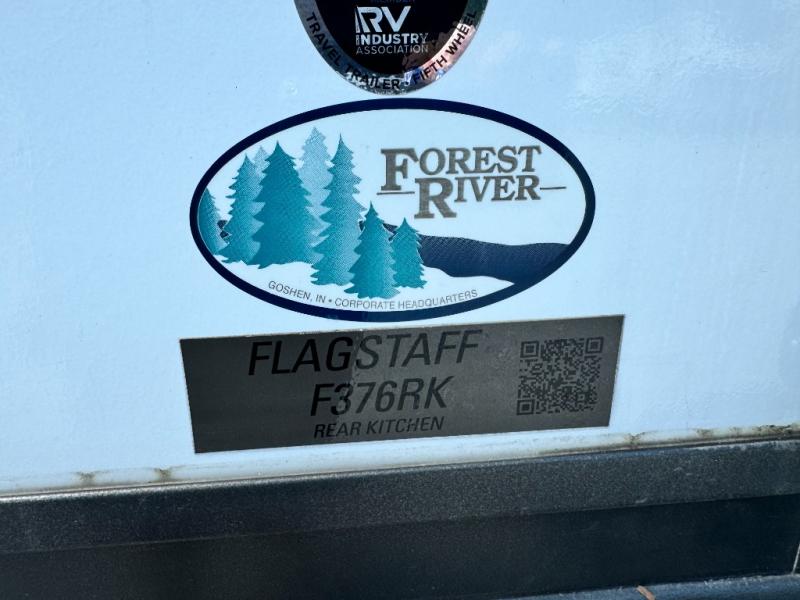 RV
INDUSTRY
ASSOCIATION
TRAVEL TRAILER • FIFTH WHEEL
FOREST
RIVER
GOSHEN, IN • CORPORATE HEADQUARTERS
FLAGSTAFF
F376RK
REAR KITCHEN